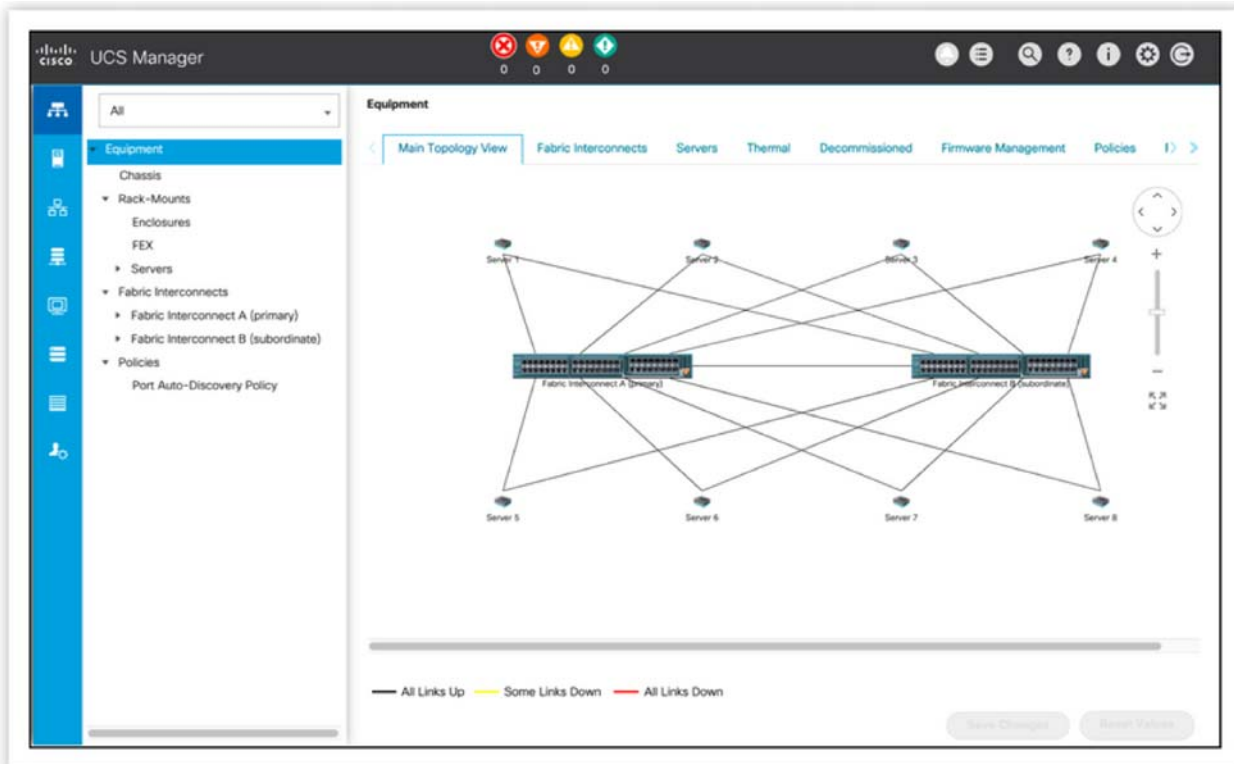 CISCO UCS Manager
0 0 0 0
All
Equipment
Chassis
Rack-Mounts
Enclosures
FEX
Servers
Fabric Interconnects
Fabric Interconnect A (primary)
Fabric Interconnect B (subordinate)
Policies
Port Auto-Discovery Policy
Equipment
Main Topology View Fabric Interconnects Servers Thermal Decommissioned Firmware Management Policies
Server 1 Server 2 Server 3 Server 4
Fabric Interconnect A (primary) Fabric Interconnect B (subordinate)
Server 5 Server 6 Server 7 Server 8
All Links Up Some Links Down All Links Down
Save Changes Reset Values